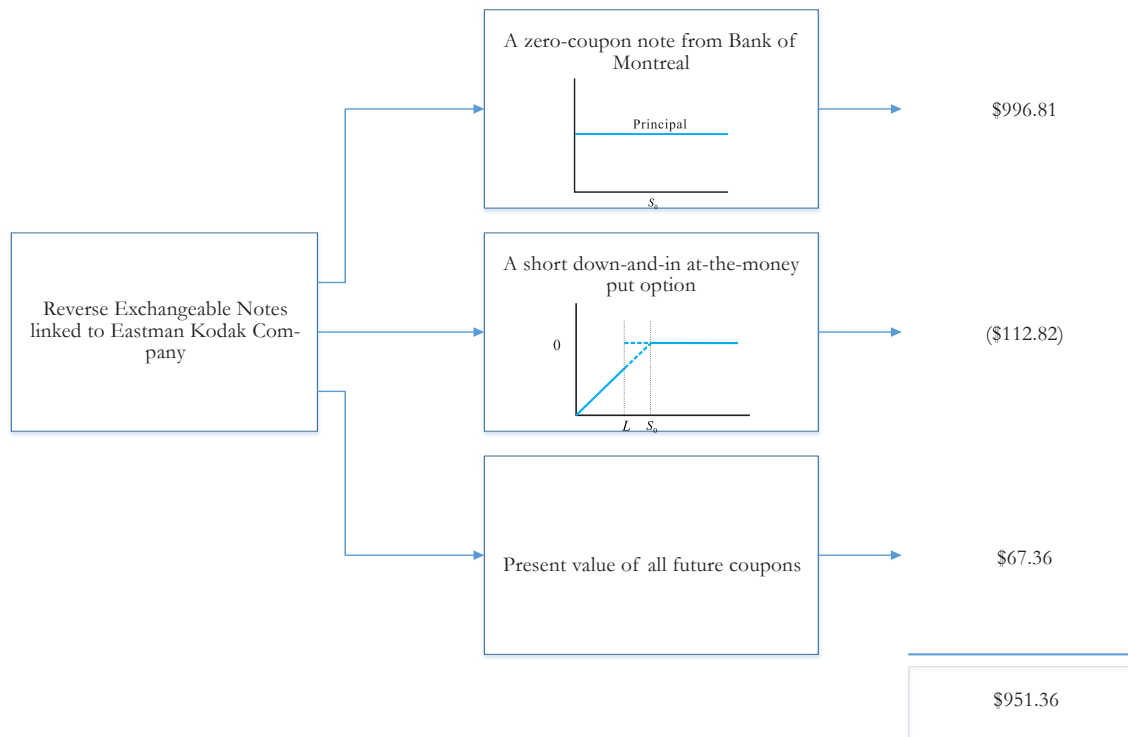 A zero-coupon note from Bank of
Montreal
Principal
S₀
$996.81
Reverse Exchangeable Notes
linked to Eastman Kodak Com-
pany
A short down-and-in at-the-money
put option
0
L S₀
($112.82)
Present value of all future coupons
$67.36
$951.36